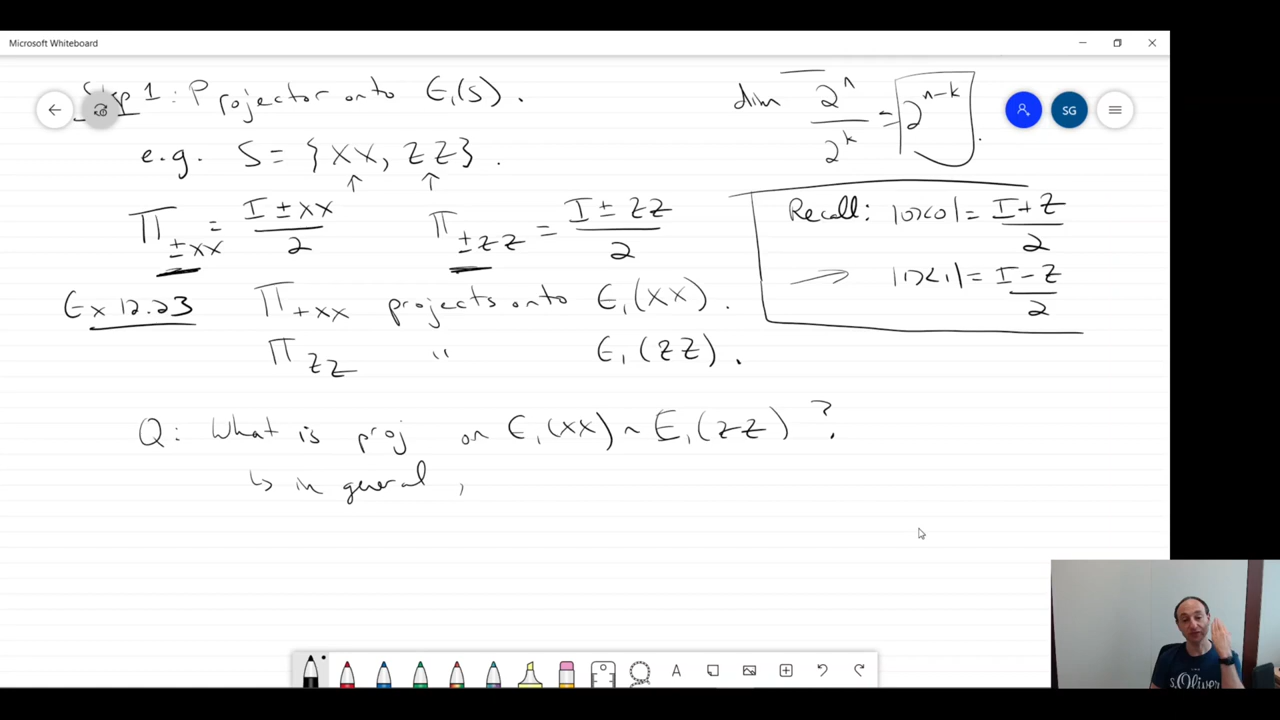 Microsoft Whiteboard
Step 1: Projector onto E₁(S).
dim 2ⁿ/2ᵏ = 2ⁿ⁻ᵏ.
SG
e.g. S = {XX, ZZ}.
Π±XX = (I ± XX)/2 Π±ZZ = (I ± ZZ)/2
Recall: |0><0| = (I + Z)/2
→ |1><1| = (I - Z)/2
Ex 12.23 Π+XX projects onto E₁(XX).
ΠZZ " E₁(ZZ).
Q: What is proj on E₁(XX) ∩ E₁(ZZ)?
↳ in general,
A
s.Oliver